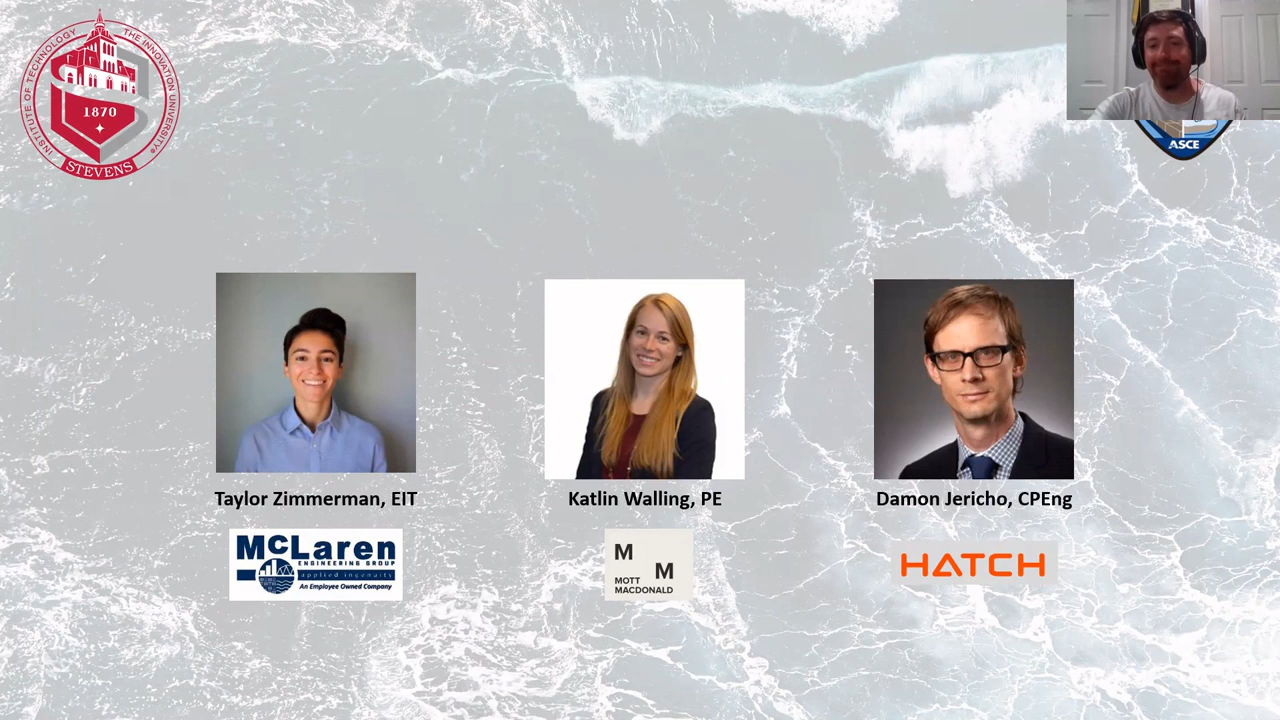 INSTITUTE OF TECHNOLOGY
THE INNOVATION UNIVERSITY®
1870
STEVENS
ASCE
Taylor Zimmerman, EIT
Katlin Walling, PE
Damon Jericho, CPEng
McLaren
ENGINEERING GROUP
applied ingenuity
An Employee Owned Company
M
M
MOTT
MACDONALD
HATCH